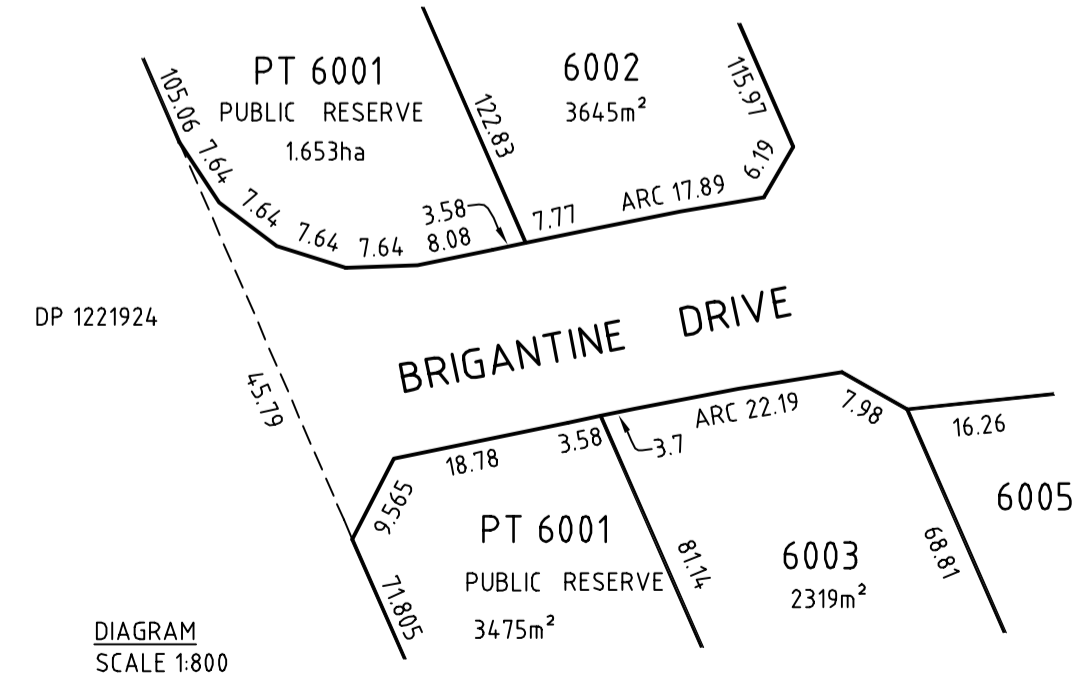 105.06
PT 6001
PUBLIC RESERVE
1.653ha
122.83
6002
3645m²
115.97
6.19
7.64
7.64
7.64
7.64
3.58
8.08
7.77
ARC 17.89
DP 1221924
BRIGANTINE DRIVE
45.79
18.78
3.58
3.7
ARC 22.19
7.98
16.26
6005
9.565
PT 6001
PUBLIC RESERVE
3475m²
71.805
81.14
6003
2319m²
68.81
DIAGRAM
SCALE 1:800